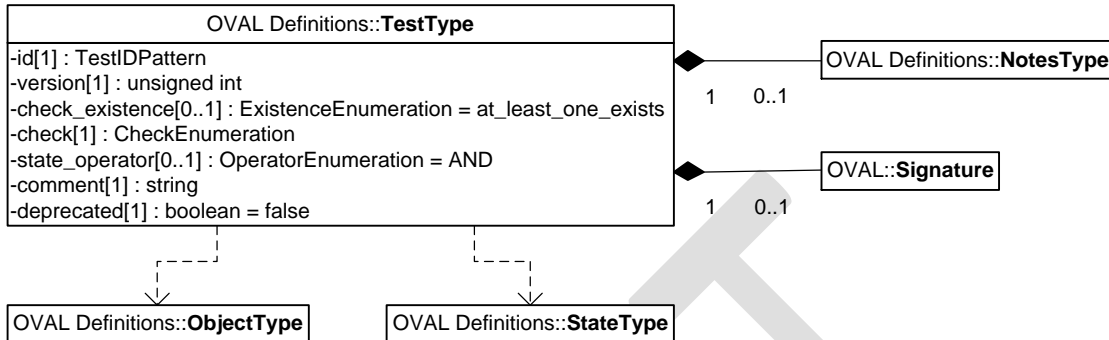 OVAL Definitions::TestType
-id[1] : TestIDPattern
-version[1] : unsigned int
-check_existence[0..1] : ExistenceEnumeration = at_least_one_exists
-check[1] : CheckEnumeration
-state_operator[0..1] : OperatorEnumeration = AND
-comment[1] : string
-deprecated[1] : boolean = false
OVAL Definitions::NotesType
1 0..1
OVAL::Signature
1 0..1
OVAL Definitions::ObjectType
OVAL Definitions::StateType